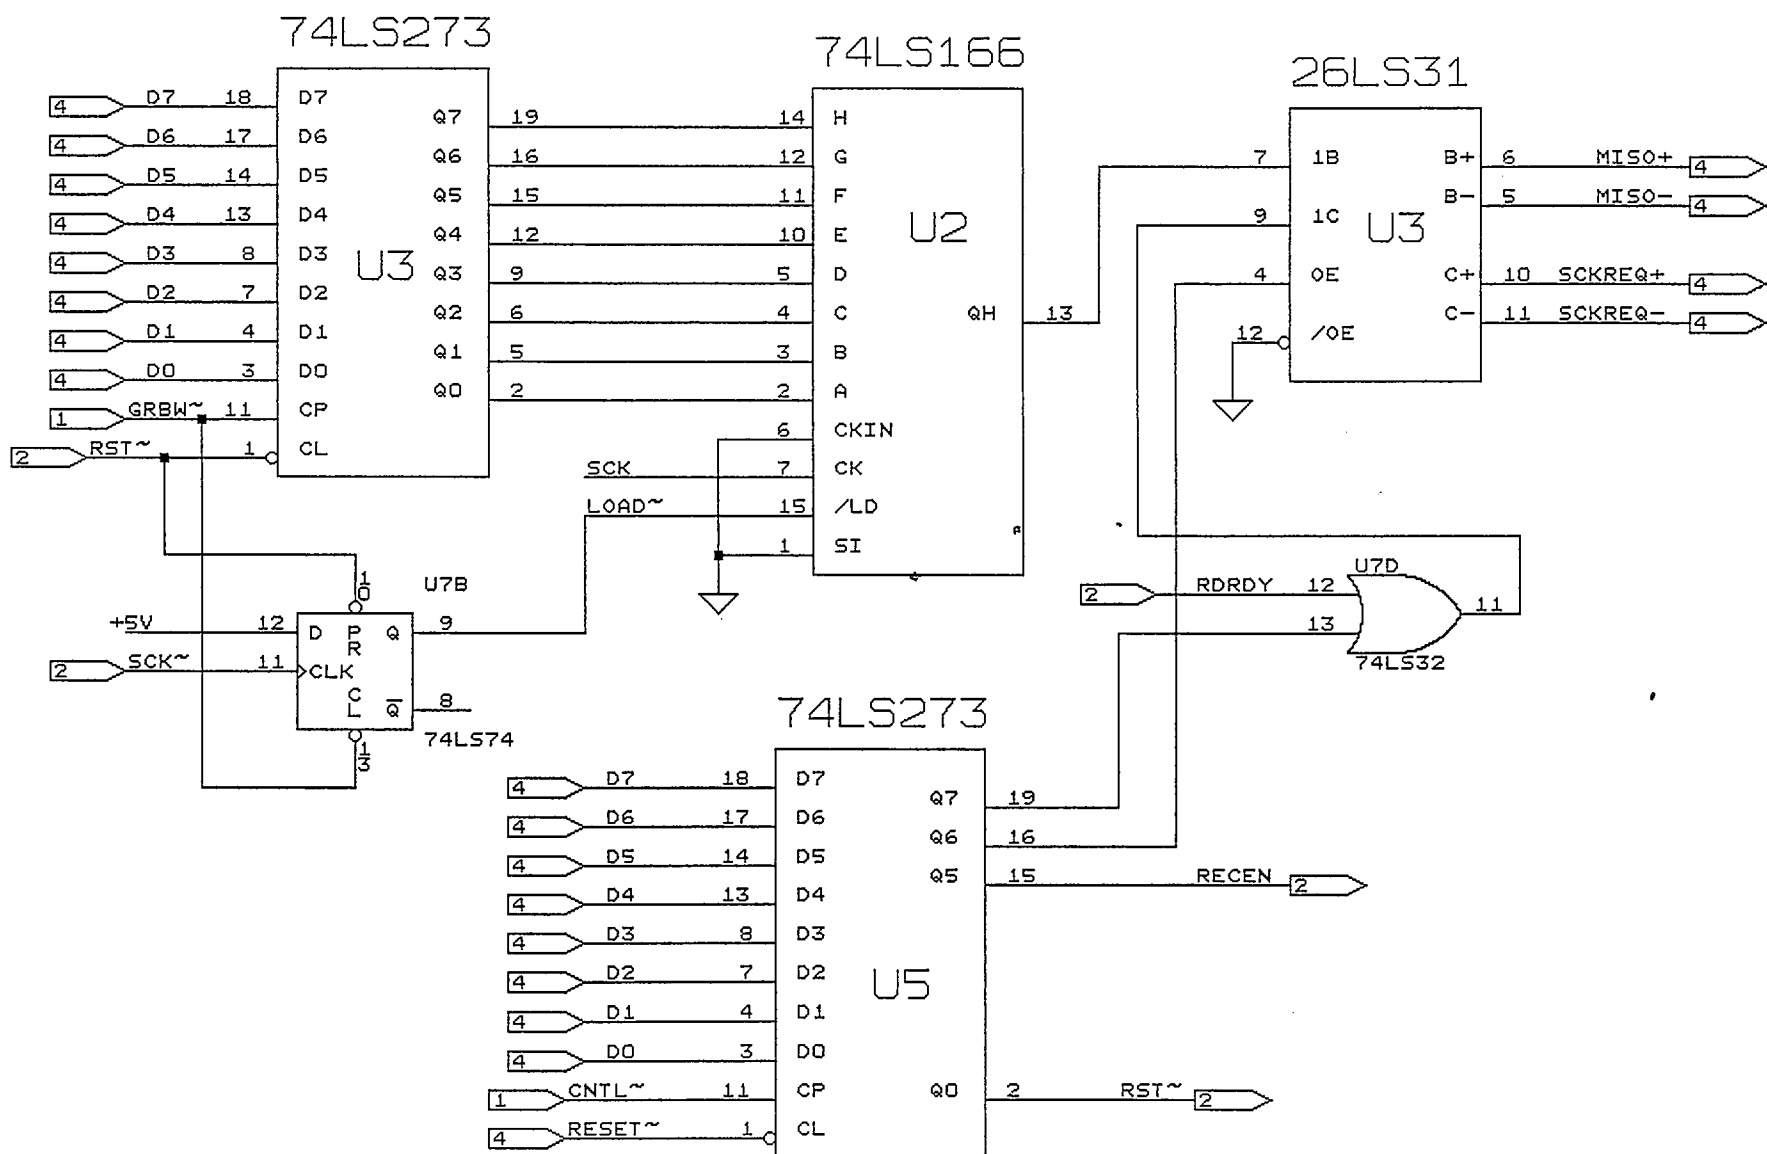 74LS273
4 D7 18 D7
4 D6 17 D6
4 D5 14 D5
4 D4 13 D4
4 D3 8 D3
4 D2 7 D2
4 D1 4 D1
4 D0 3 D0
1 GRBW~ 11 CP
2 RST~ 1 CL
U3
Q7 19
Q6 16
Q5 15
Q4 12
Q3 9
Q2 6
Q1 5
Q0 2
74LS166
14 H
12 G
11 F
10 E
5 D
4 C
3 B
2 A
6 CKIN
SCK 7 CK
LOAD~ 15 /LD
1 SI
U2
QH 13
26LS31
7 1B
9 1C
4 OE
12 /OE
U3
B+ 6 MISO+ 4
B- 5 MISO- 4
C+ 10 SCKREQ+ 4
C- 11 SCKREQ- 4
U7B
10
+5V 12 D PR Q 9
2 SCK~ 11 CLK
CL Q 8
13
74LS74
U7D
2 RDRDY 12
13
11
74LS32
74LS273
4 D7 18 D7
4 D6 17 D6
4 D5 14 D5
4 D4 13 D4
4 D3 8 D3
4 D2 7 D2
4 D1 4 D1
4 D0 3 D0
1 CNTL~ 11 CP
4 RESET~ 1 CL
U5
Q7 19
Q6 16
Q5 15 RECEN 2
Q0 2 RST~ 2